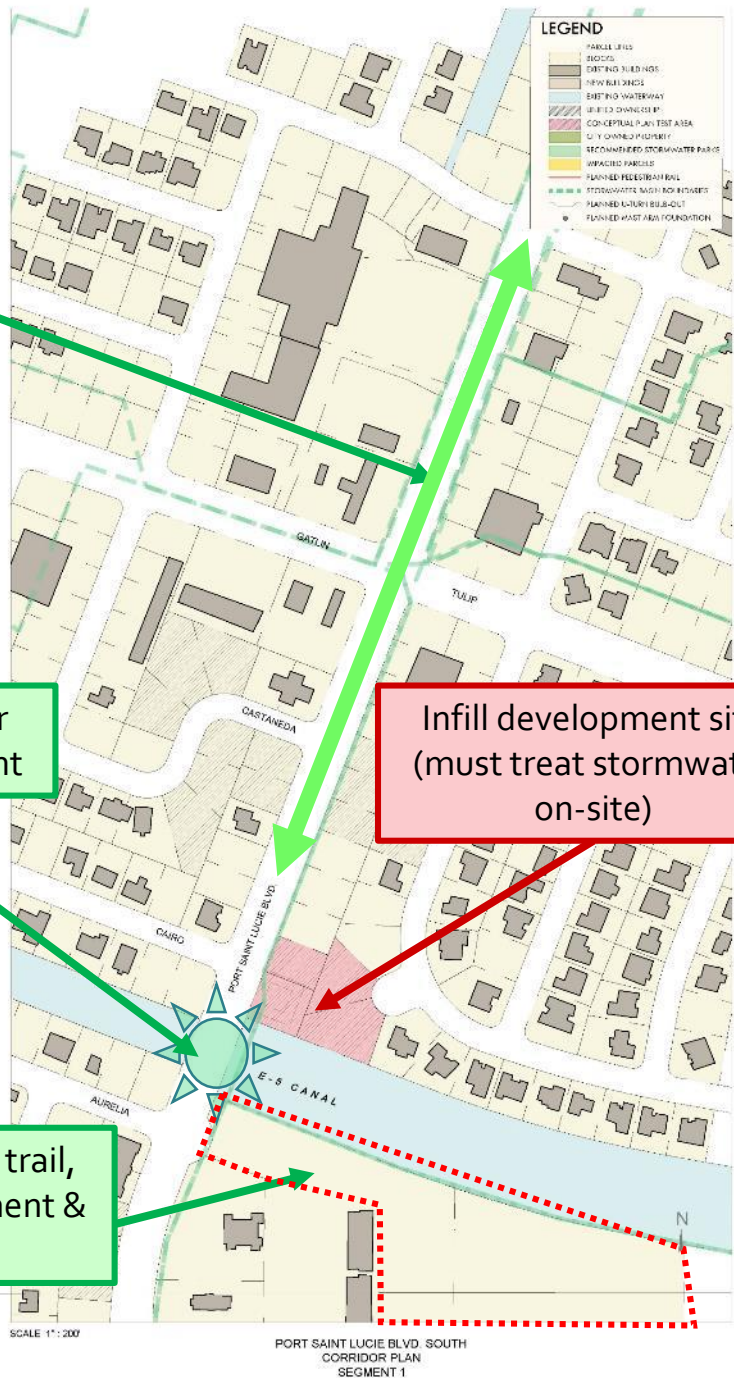 LEGEND
PARCEL LINES
BLOCKS
EXISTING BUILDINGS
NEW BUILDINGS
EXISTING WATERWAY
UNIFIED OWNERSHIP
CONCEPTUAL PLAN TEST AREA
CITY OWNED PROPERTY
RECOMMENDED STORMWATER PARKS
IMPACTED PARCELS
PLANNED PEDESTRIAN RAIL
STORMWATER BASIN BOUNDARIES
PLANNED U-TURN BULB-OUT
PLANNED MAST ARM FOUNDATION
GATLIN
TULIP
r
nt
CASTANEDA
Infill development sit
(must treat stormwat
on-site)
PORT SAINT LUCIE BLVD.
CAIRO
E-5 CANAL
AURELIA
trail,
ment &
N
SCALE 1" : 200'
PORT SAINT LUCIE BLVD. SOUTH
CORRIDOR PLAN
SEGMENT 1